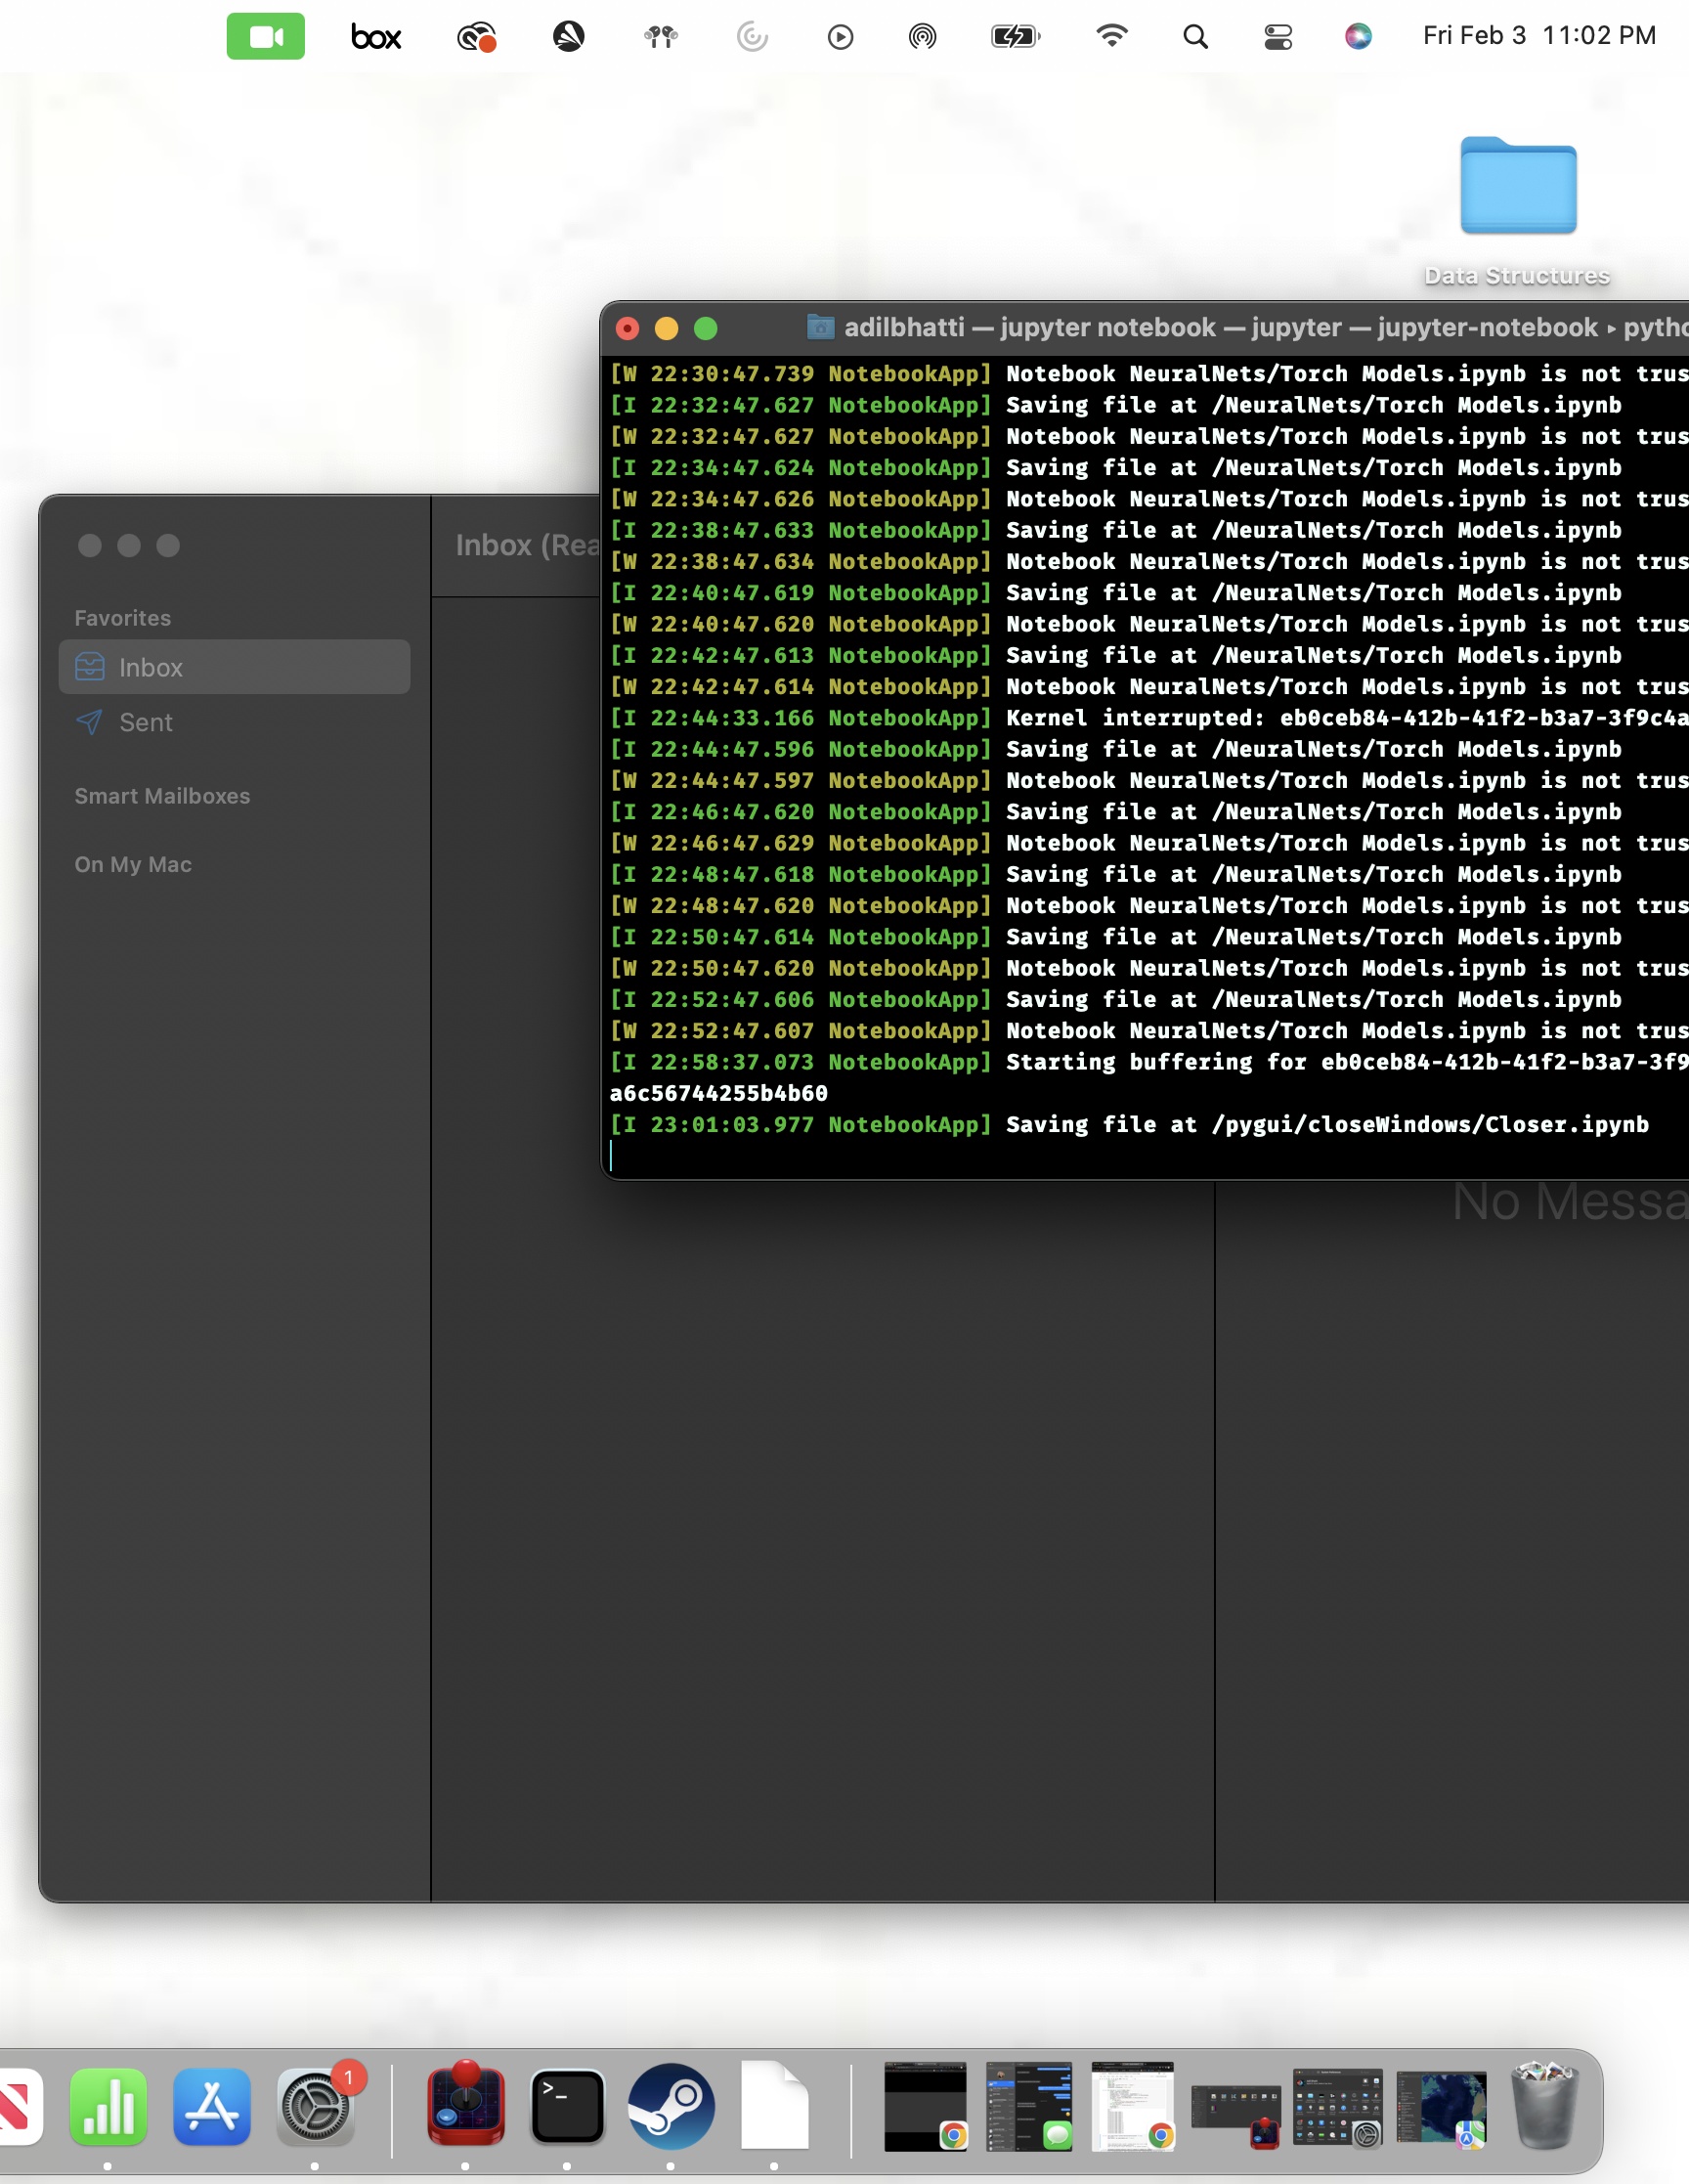 box
Fri Feb 3 11:02 PM
Data Structures
adilbhatti — jupyter notebook — jupyter — jupyter-notebook ▸ pytho
[W 22:30:47.739 NotebookApp] Notebook NeuralNets/Torch Models.ipynb is not trus
[I 22:32:47.627 NotebookApp] Saving file at /NeuralNets/Torch Models.ipynb
[W 22:32:47.627 NotebookApp] Notebook NeuralNets/Torch Models.ipynb is not trus
[I 22:34:47.624 NotebookApp] Saving file at /NeuralNets/Torch Models.ipynb
[W 22:34:47.626 NotebookApp] Notebook NeuralNets/Torch Models.ipynb is not trus
[I 22:38:47.633 NotebookApp] Saving file at /NeuralNets/Torch Models.ipynb
[W 22:38:47.634 NotebookApp] Notebook NeuralNets/Torch Models.ipynb is not trus
[I 22:40:47.619 NotebookApp] Saving file at /NeuralNets/Torch Models.ipynb
[W 22:40:47.620 NotebookApp] Notebook NeuralNets/Torch Models.ipynb is not trus
[I 22:42:47.613 NotebookApp] Saving file at /NeuralNets/Torch Models.ipynb
[W 22:42:47.614 NotebookApp] Notebook NeuralNets/Torch Models.ipynb is not trus
[I 22:44:33.166 NotebookApp] Kernel interrupted: eb0ceb84-412b-41f2-b3a7-3f9c4a
[I 22:44:47.596 NotebookApp] Saving file at /NeuralNets/Torch Models.ipynb
[W 22:44:47.597 NotebookApp] Notebook NeuralNets/Torch Models.ipynb is not trus
[I 22:46:47.620 NotebookApp] Saving file at /NeuralNets/Torch Models.ipynb
[W 22:46:47.629 NotebookApp] Notebook NeuralNets/Torch Models.ipynb is not trus
[I 22:48:47.618 NotebookApp] Saving file at /NeuralNets/Torch Models.ipynb
[W 22:48:47.620 NotebookApp] Notebook NeuralNets/Torch Models.ipynb is not trus
[I 22:50:47.614 NotebookApp] Saving file at /NeuralNets/Torch Models.ipynb
[W 22:50:47.620 NotebookApp] Notebook NeuralNets/Torch Models.ipynb is not trus
[I 22:52:47.606 NotebookApp] Saving file at /NeuralNets/Torch Models.ipynb
[W 22:52:47.607 NotebookApp] Notebook NeuralNets/Torch Models.ipynb is not trus
[I 22:58:37.073 NotebookApp] Starting buffering for eb0ceb84-412b-41f2-b3a7-3f9
a6c56744255b4b60
[I 23:01:03.977 NotebookApp] Saving file at /pygui/closeWindows/Closer.ipynb
Inbox (Rea
Favorites
Inbox
Sent
Smart Mailboxes
On My Mac
No Messa
1
>_